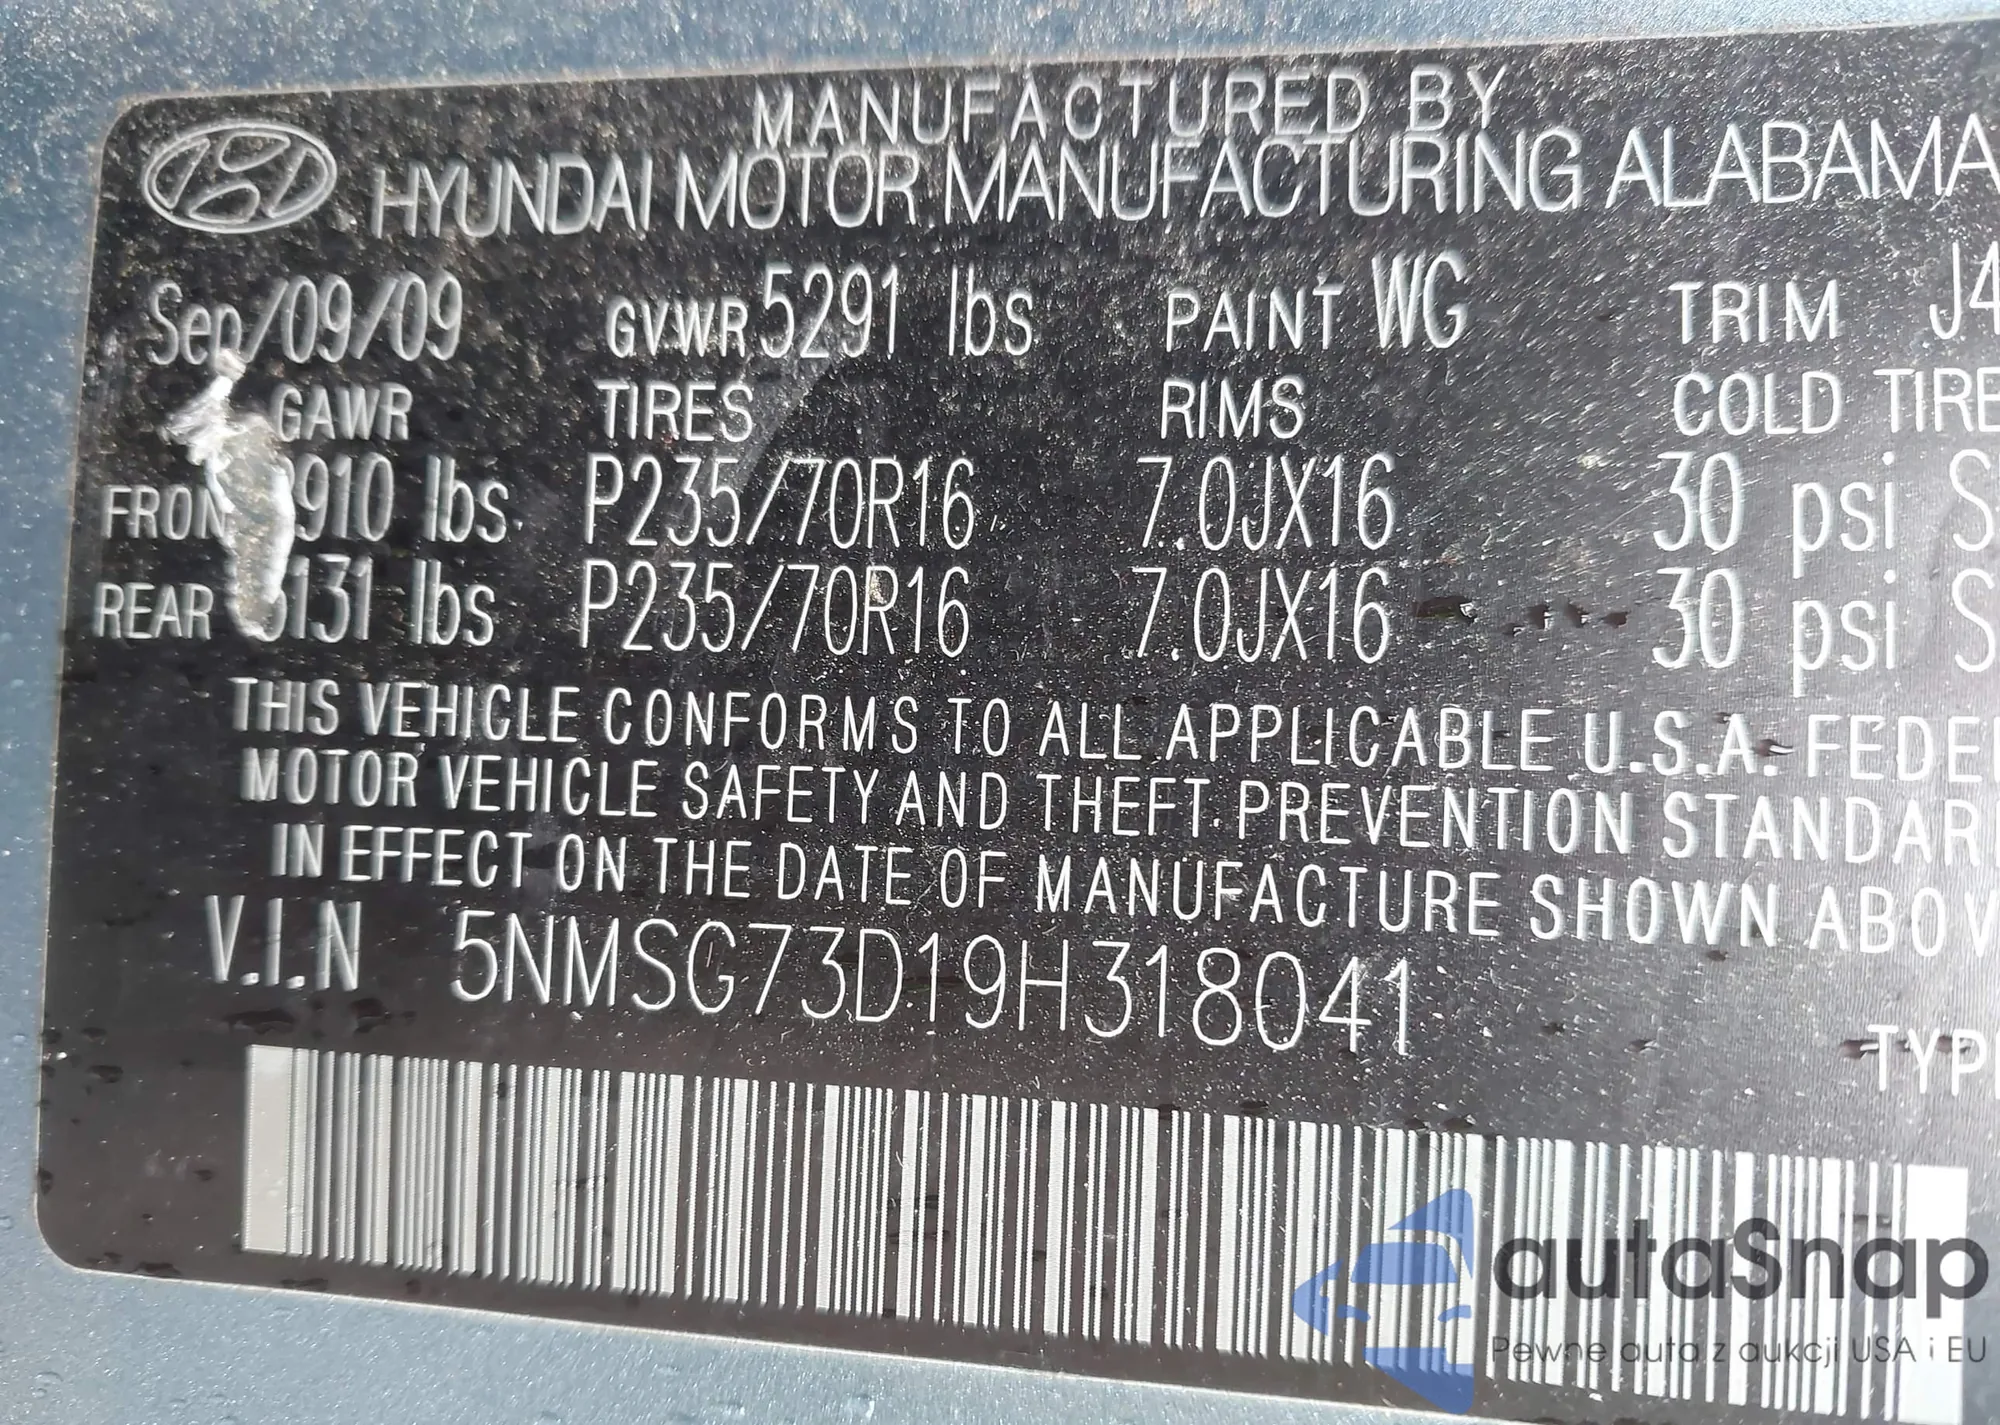 MANUFACTURED BY
HYUNDAI MOTOR MANUFACTURING ALABAMA
Sep/09/09 GVWR 5291 lbs PAINT WG TRIM J4
GAWR TIRES RIMS COLD TIRE
FRON 910 lbs P235/70R16 7.0JX16 30 psi S
REAR 131 lbs P235/70R16 7.0JX16 30 psi S
THIS VEHICLE CONFORMS TO ALL APPLICABLE U.S.A. FEDE
MOTOR VEHICLE SAFETY AND THEFT PREVENTION STANDAR
IN EFFECT ON THE DATE OF MANUFACTURE SHOWN ABOV
V.I.N 5NMSG73D19H318041
TYP
autaSnap
Pewne auta z aukcji USA i EU